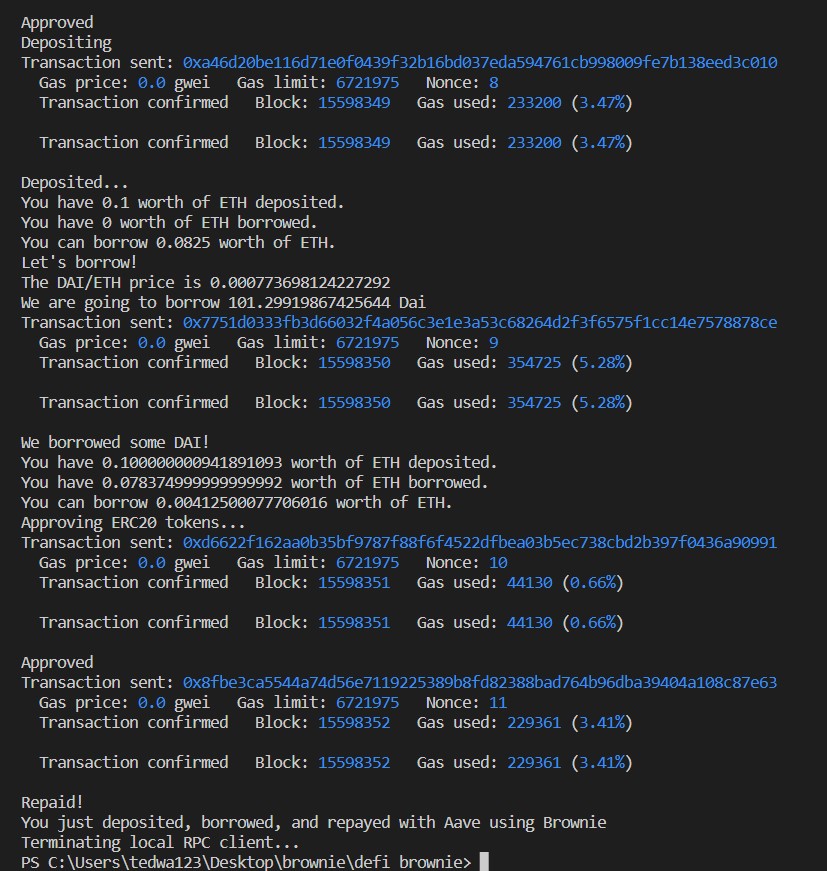 Approved
Depositing
Transaction sent: 0xa46d20be116d71e0f0439f32b16bd037eda594761cb998009fe7b138eed3c010
Gas price: 0.0 gwei Gas limit: 6721975 Nonce: 8
Transaction confirmed Block: 15598349 Gas used: 233200 (3.47%)
Transaction confirmed Block: 15598349 Gas used: 233200 (3.47%)
Deposited...
You have 0.1 worth of ETH deposited.
You have 0 worth of ETH borrowed.
You can borrow 0.0825 worth of ETH.
Let's borrow!
The DAI/ETH price is 0.000773698124227292
We are going to borrow 101.29919867425644 Dai
Transaction sent: 0x7751d0333fb3d66032f4a056c3e1e3a53c68264d2f3f6575f1cc14e7578878ce
Gas price: 0.0 gwei Gas limit: 6721975 Nonce: 9
Transaction confirmed Block: 15598350 Gas used: 354725 (5.28%)
Transaction confirmed Block: 15598350 Gas used: 354725 (5.28%)
We borrowed some DAI!
You have 0.100000000941891093 worth of ETH deposited.
You have 0.078374999999999992 worth of ETH borrowed.
You can borrow 0.00412500077706016 worth of ETH.
Approving ERC20 tokens...
Transaction sent: 0xd6622f162aa0b35bf9787f88f6f4522dfbea03b5ec738cbd2b397f0436a90991
Gas price: 0.0 gwei Gas limit: 6721975 Nonce: 10
Transaction confirmed Block: 15598351 Gas used: 44130 (0.66%)
Transaction confirmed Block: 15598351 Gas used: 44130 (0.66%)
Approved
Transaction sent: 0x8fbe3ca5544a74d56e7119225389b8fd82388bad764b96dba39404a108c87e63
Gas price: 0.0 gwei Gas limit: 6721975 Nonce: 11
Transaction confirmed Block: 15598352 Gas used: 229361 (3.41%)
Transaction confirmed Block: 15598352 Gas used: 229361 (3.41%)
Repaid!
You just deposited, borrowed, and repayed with Aave using Brownie
Terminating local RPC client...
PS C:\Users\tedwa123\Desktop\brownie\defi brownie>